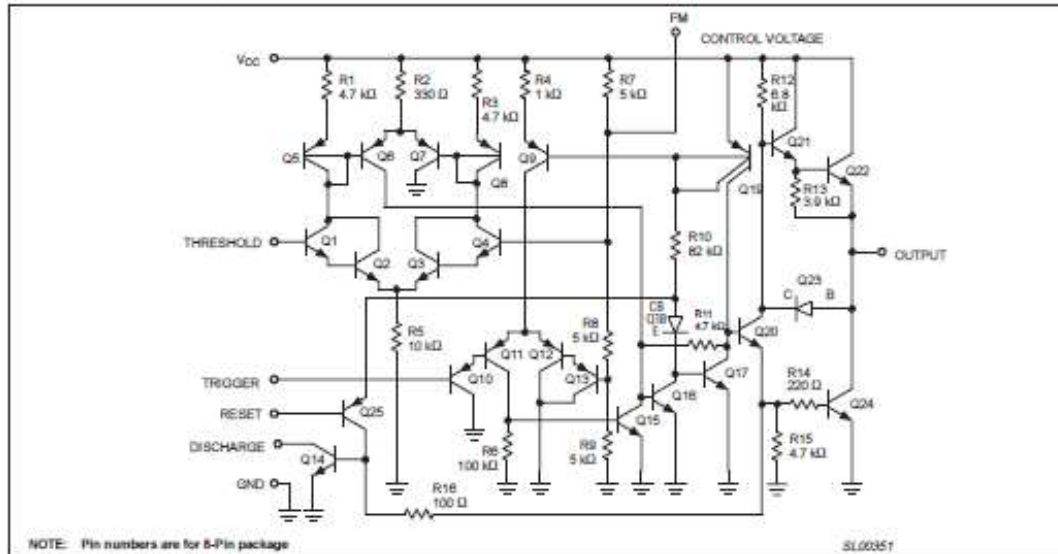 FM
CONTROL VOLTAGE
VCC
R1
4.7 kΩ
R2
330 Ω
R3
4.7 kΩ
R4
1 kΩ
R7
5 kΩ
R12
6.8
kΩ
Q21
Q5
Q6
Q7
Q8
Q9
Q19
Q22
R13
3.9 kΩ
THRESHOLD
Q1
Q2
Q3
Q4
R10
82 kΩ
OUTPUT
Q23
C
B
CB
Q18
E
R11
4.7 kΩ
Q20
R5
10 kΩ
R8
5 kΩ
Q11
Q12
Q10
Q13
TRIGGER
Q17
R14
220 Ω
Q24
RESET
Q25
Q16
Q15
DISCHARGE
Q14
R6
100 kΩ
R9
5 kΩ
R15
4.7 kΩ
GND
R16
100 Ω
NOTE: Pin numbers are for 8-Pin package
SL00351